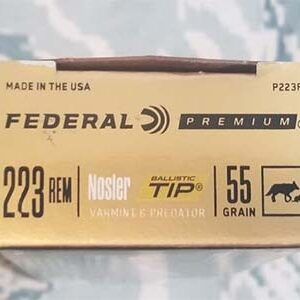 MADE IN THE USA P223F
FEDERAL PREMIUM
223 REM Nosler BALLISTIC TIP® 55 GRAIN
VARMINT & PREDATOR